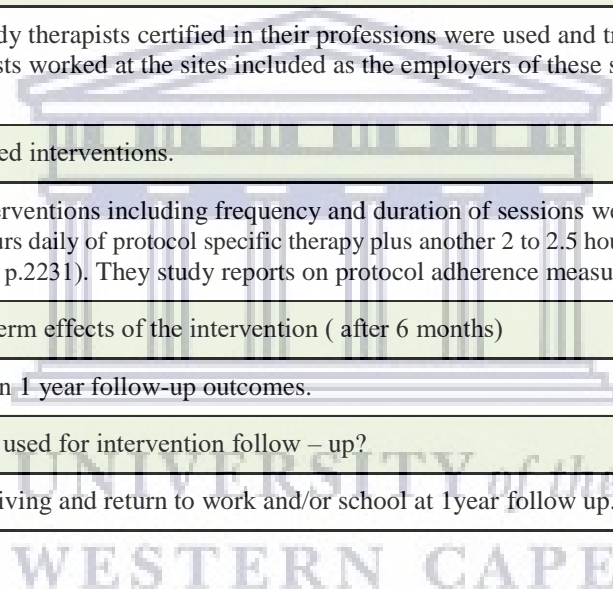 dy therapists certified in their professions were used and tr
sts worked at the sites included as the employers of these s
ed interventions.
erventions including frequency and duration of sessions we
urs daily of protocol specific therapy plus another 2 to 2.5 hou
p.2231). They study reports on protocol adherence measu
erm effects of the intervention ( after 6 months)
n 1 year follow-up outcomes.
used for intervention follow – up?
UNIVERSITY of the
iving and return to work and/or school at 1year follow up.
WESTERN CAPE